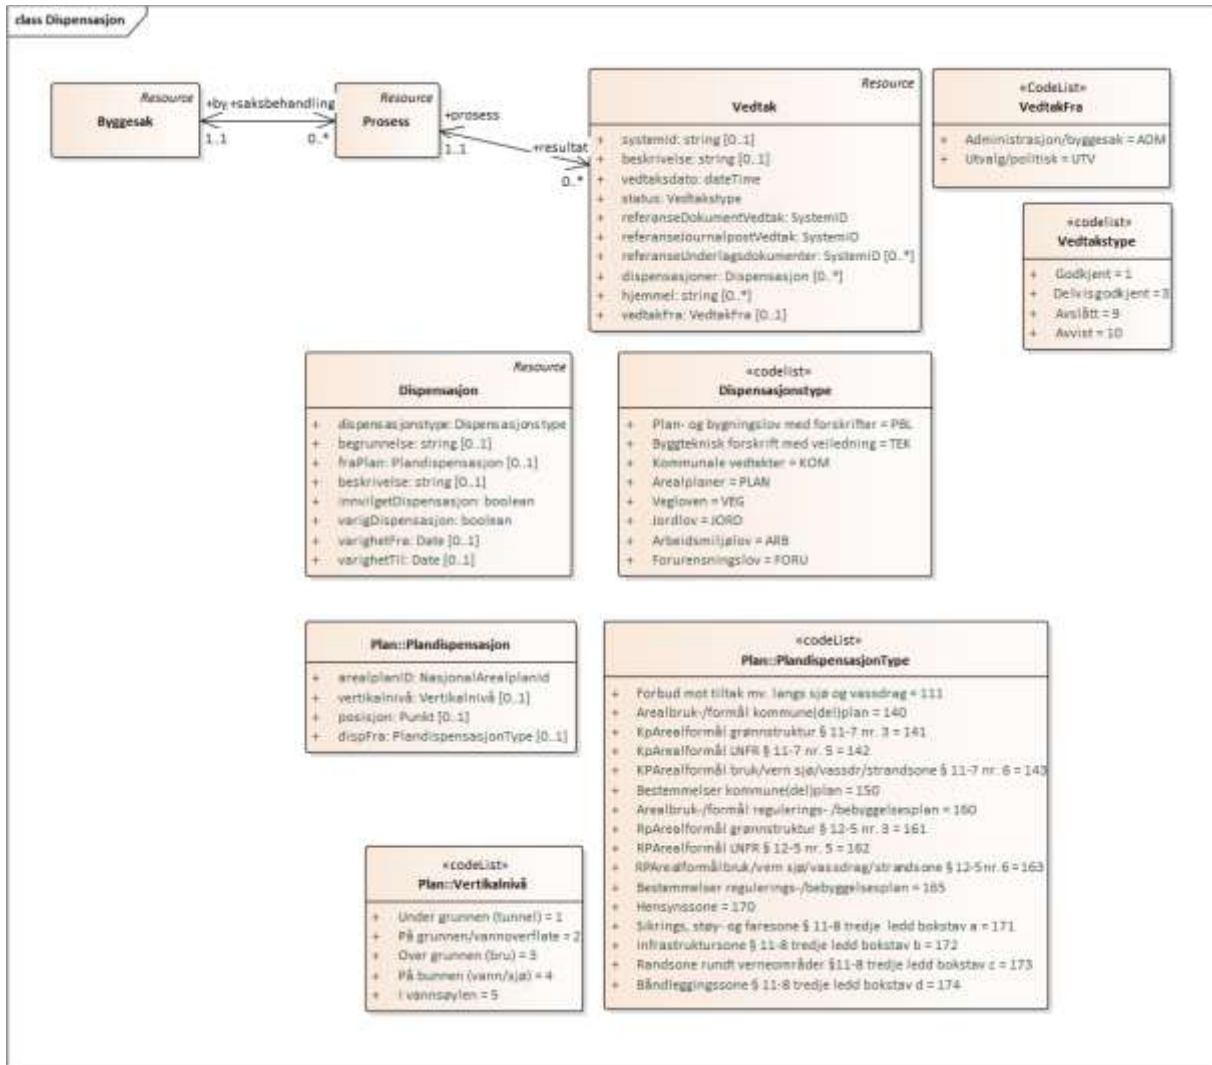 class Dispensasjon
Resource
Byggesak
+by +saksbehandling
1..1
0..*
Resource
Prosess
+prosess
1..1
+resultat
0..*
Resource
Vedtak
+ systemid: string [0..1]
+ beskrivelse: string [0..1]
+ vedtaksdato: dateTime
+ status: Vedtakstype
+ referanseDokumentVedtak: SystemID
+ referanseJournalpostVedtak: SystemID
+ referanseUnderlagsdokumenter: SystemID [0..*]
+ dispensasjoner: Dispensasjon [0..*]
+ hjemmel: string [0..*]
+ vedtakFra: VedtakFra [0..1]
«CodeList»
VedtakFra
+ Administrasjon/byggesak = ADM
+ Utvalg/politisk = UTV
«codelist»
Vedtakstype
+ Godkjent = 1
+ Delvisgodkjent = 3
+ Avslått = 9
+ Avvist = 10
Resource
Dispensasjon
+ dispensasjonstype: Dispensasjonstype
+ begrunnelse: string [0..1]
+ fraPlan: Plandispensasjon [0..1]
+ beskrivelse: string [0..1]
+ innvilgetDispensasjon: boolean
+ varigDispensasjon: boolean
+ varighetFra: Date [0..1]
+ varighetTil: Date [0..1]
«codelist»
Dispensasjonstype
+ Plan- og bygningslov med forskrifter = PBL
+ Byggteknisk forskrift med veiledning = TEK
+ Kommunale vedtekter = KOM
+ Arealplaner = PLAN
+ Vegloven = VEG
+ Jordlov = JORD
+ Arbeidsmiljølov = ARB
+ Forurensningslov = FORU
Plan::Plandispensasjon
+ arealplanID: NasjonalArealplanId
+ vertikalnivå: Vertikalnivå [0..1]
+ posisjon: Punkt [0..1]
+ dispFra: PlandispensasjonType [0..1]
«codeList»
Plan::PlandispensasjonType
+ Forbud mot tiltak mv. langs sjø og vassdrag = 111
+ Arealbruk-/formål kommune(del)plan = 140
+ KpArealformål grønnstruktur § 11-7 nr. 3 = 141
+ KpArealformål LNFR § 11-7 nr. 5 = 142
+ KPArealformål bruk/vern sjø/vassdr/strandsone § 11-7 nr. 6 = 143
+ Bestemmelser kommune(del)plan = 150
+ Arealbruk-/formål regulerings- /bebyggelsesplan = 160
+ RpArealformål grønnstruktur § 12-5 nr. 3 = 161
+ RPArealformål LNFR § 12-5 nr. 5 = 162
+ RPArealformålbruk/vern sjø/vassdrag/strandsone § 12-5 nr. 6 = 163
+ Bestemmelser regulerings-/bebyggelsesplan = 165
+ Hensynssone = 170
+ Sikrings, støy- og faresone § 11-8 tredje ledd bokstav a = 171
+ Infrastruktursone § 11-8 tredje ledd bokstav b = 172
+ Randsone rundt verneområder §11-8 tredje ledd bokstav c = 173
+ Båndleggingssone § 11-8 tredje ledd bokstav d = 174
«codeList»
Plan::Vertikalnivå
+ Under grunnen (tunnel) = 1
+ På grunnen/vannoverflate = 2
+ Over grunnen (bru) = 3
+ På bunnen (vann/sjø) = 4
+ I vannsøylen = 5